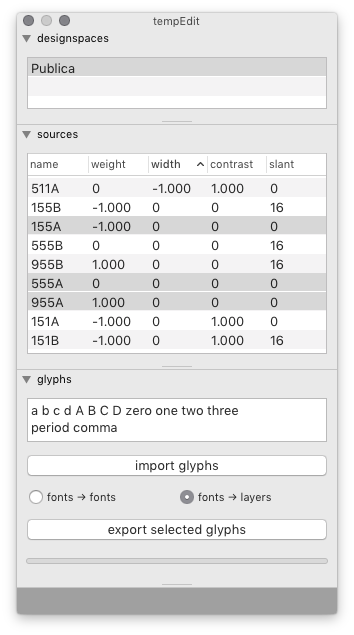 tempEdit
designspaces
Publica
sources
name weight width contrast slant
511A 0 -1.000 1.000 0
155B -1.000 0 0 16
155A -1.000 0 0 0
555B 0 0 0 16
955B 1.000 0 0 16
555A 0 0 0 0
955A 1.000 0 0 0
151A -1.000 0 1.000 0
151B -1.000 0 1.000 16
glyphs
a b c d A B C D zero one two three
period comma
import glyphs
fonts → fonts fonts → layers
export selected glyphs